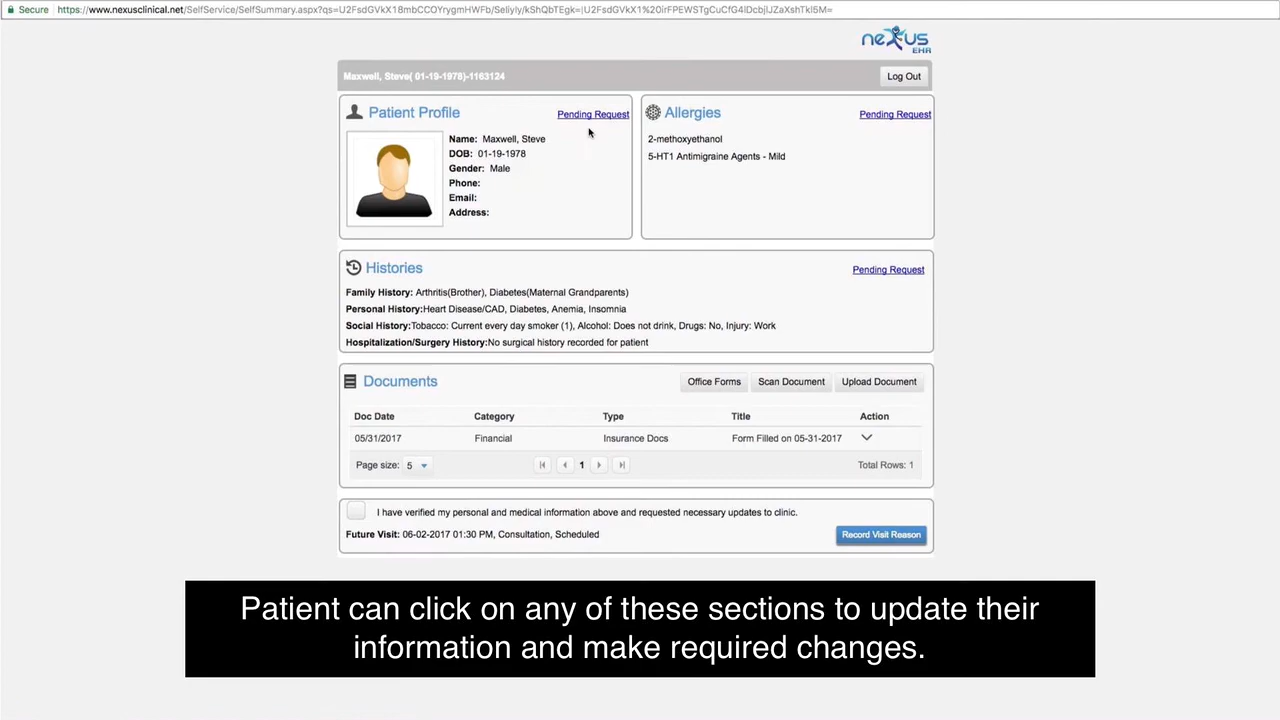 Secure https://www.nexusclinical.net/SelfService/SelfSummary.aspx?qs=
nexus
EHR
Maxwell, Steve( 01-19-1978)-1163124
Log Out
Patient Profile
Pending Request
Name: Maxwell, Steve
DOB: 01-19-1978
Gender: Male
Phone:
Email:
Address:
Allergies
Pending Request
2-methoxyethanol
5-HT1 Antimigraine Agents - Mild
Histories
Pending Request
Family History: Arthritis(Brother), Diabetes(Maternal Grandparents)
Personal History:Heart Disease/CAD, Diabetes, Anemia, Insomnia
Social History:Tobacco: Current every day smoker (1), Alcohol: Does not drink, Drugs: No, Injury: Work
Hospitalization/Surgery History:No surgical history recorded for patient
Documents
Office Forms Scan Document Upload Document
Doc Date Category Type Title Action
05/31/2017 Financial Insurance Docs Form Filled on 05-31-2017
Page size: 5 1 Total Rows: 1
I have verified my personal and medical information above and requested necessary updates to clinic.
Future Visit: 06-02-2017 01:30 PM, Consultation, Scheduled
Record Visit Reason
Patient can click on any of these sections to update their
information and make required changes.